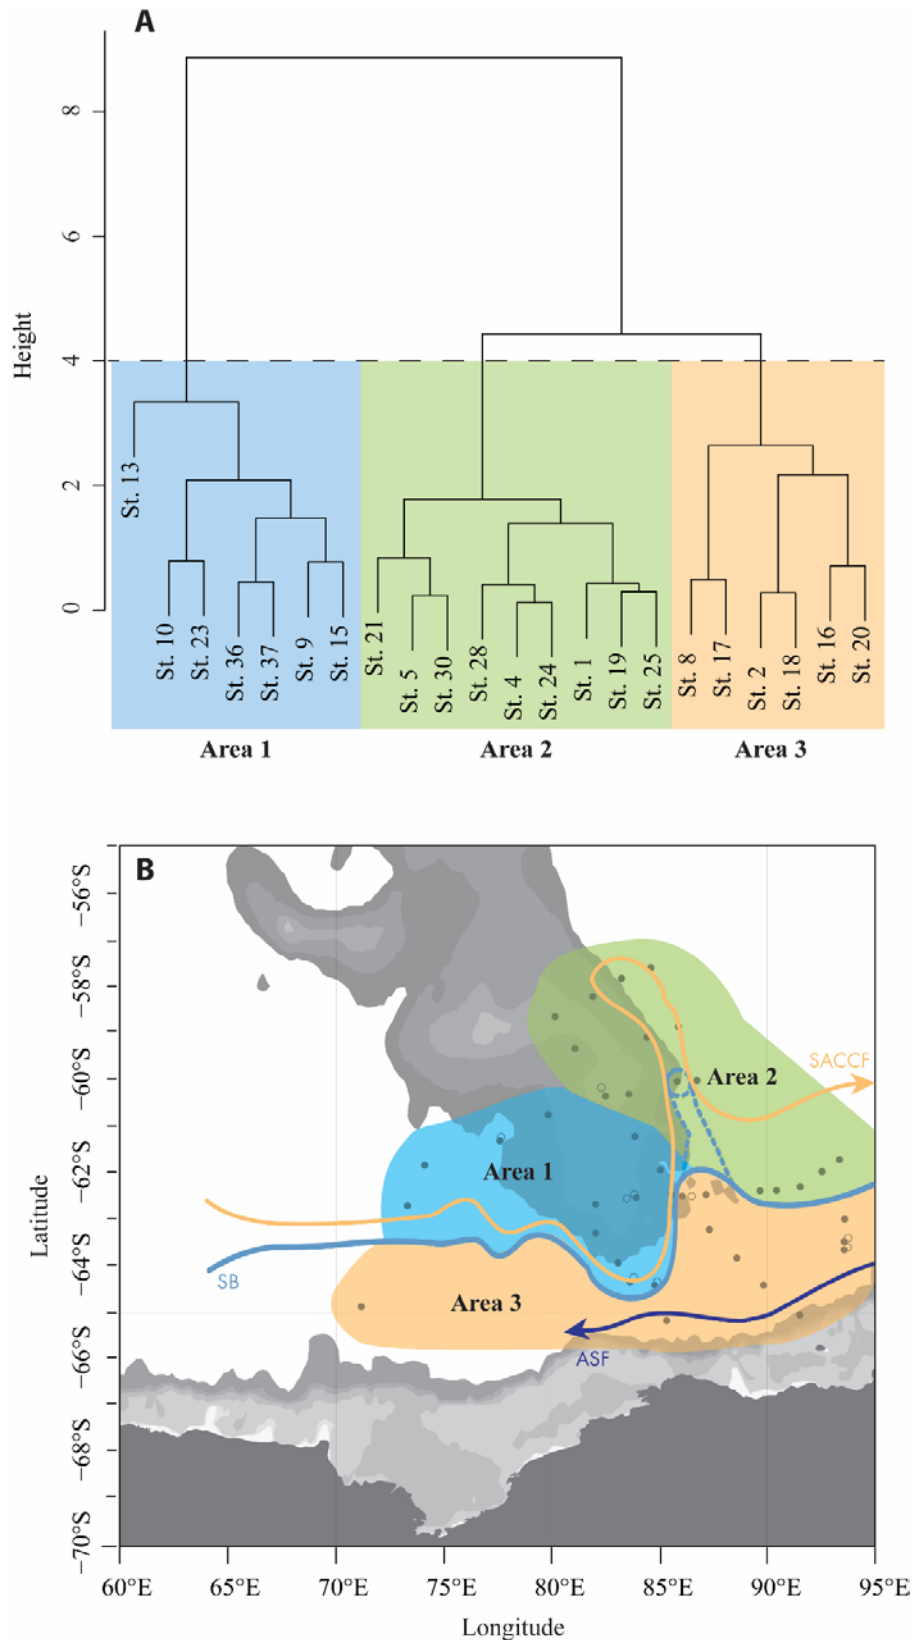 A
Height
8
6
4
2
0
St. 13
St. 10
St. 23
St. 36
St. 37
St. 9
St. 15
St. 21
St. 5
St. 30
St. 28
St. 4
St. 24
St. 1
St. 19
St. 25
St. 8
St. 17
St. 2
St. 18
St. 16
St. 20
Area 1
Area 2
Area 3
B
Latitude
−56°S
−58°S
−60°S
−62°S
−64°S
−66°S
−68°S
−70°S
SACCF
Area 2
Area 1
SB
Area 3
ASF
60°E
65°E
70°E
75°E
80°E
85°E
90°E
95°E
Longitude